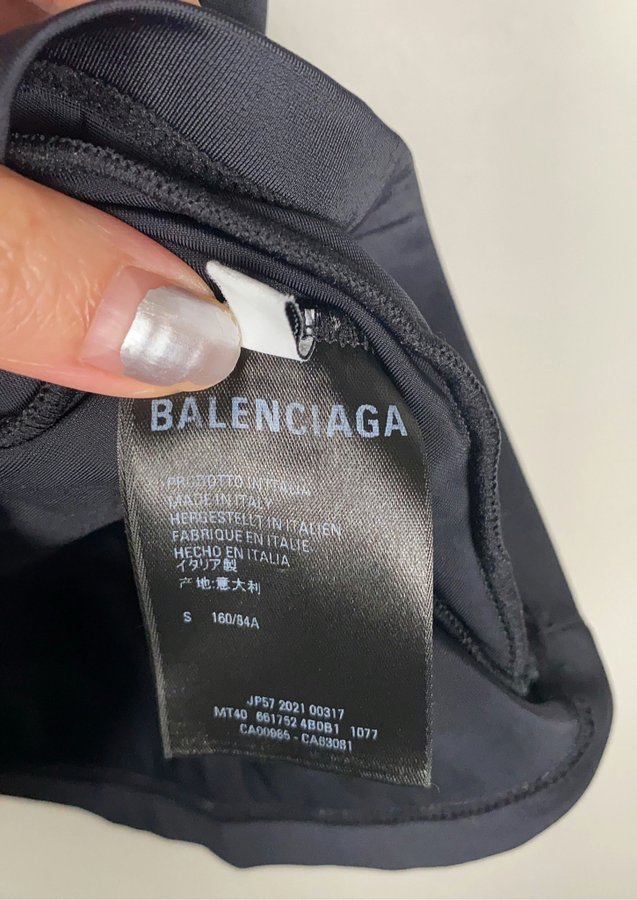 BALENCIAGA
PRODOTTO IN ITALIA
MADE IN ITALY
HERGESTELLT IN ITALIEN
FABRIQUE EN ITALIE
HECHO EN ITALIA
イタリア製
产地:意大利
S 160/84A
JP57 2021 00317
MT40 661752 4B0B1 1077
CA00985 - CA63081